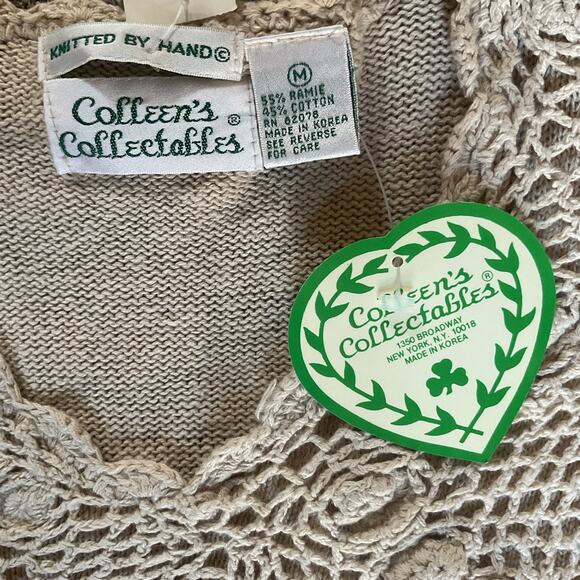 KNITTED BY HAND©
Colleen's
Collectables®
M
55% RAMIE
45% COTTON
RN 62078
MADE IN KOREA
SEE REVERSE
FOR CARE
Colleen's
Collectables®
1350 BROADWAY
NEW YORK, N.Y. 10018
MADE IN KOREA